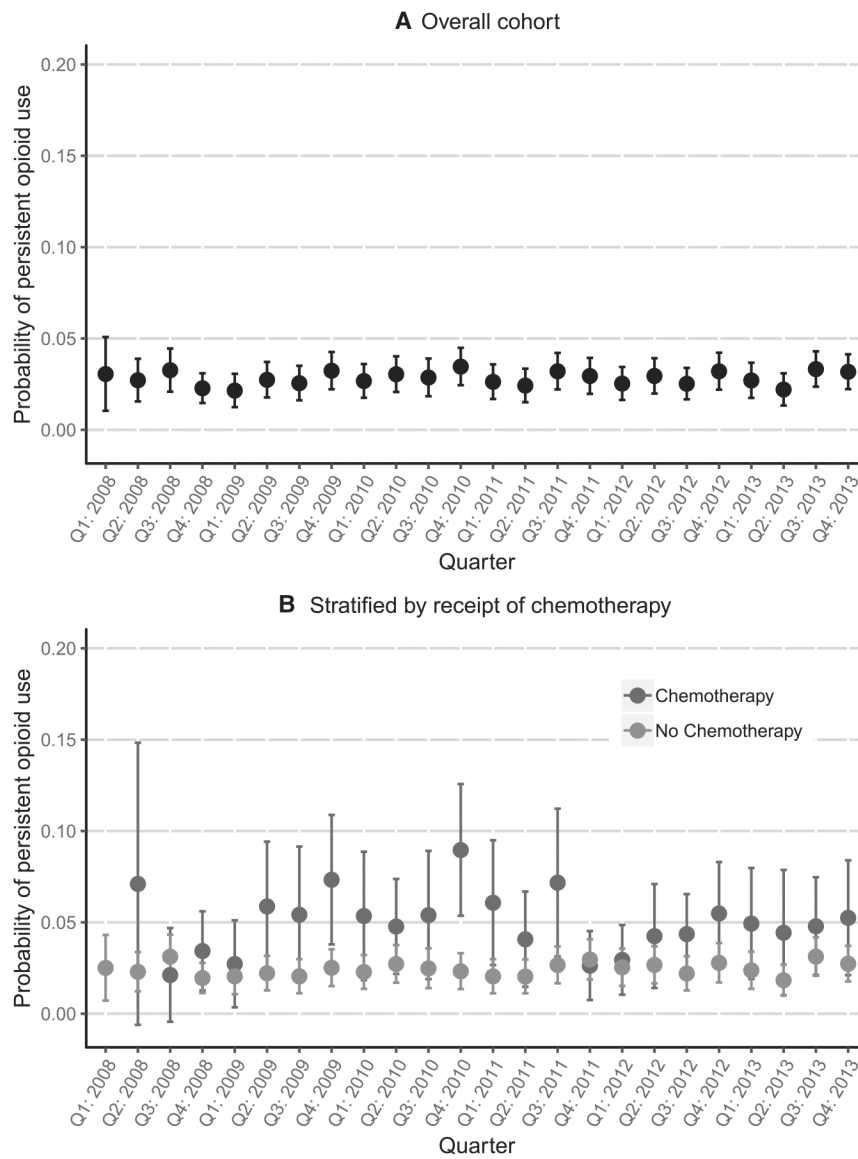 A Overall cohort
Probability of persistent opioid use
0.20
0.15
0.10
0.05
0.00
Q1: 2008
Q2: 2008
Q3: 2008
Q4: 2008
Q1: 2009
Q2: 2009
Q3: 2009
Q4: 2009
Q1: 2010
Q2: 2010
Q3: 2010
Q4: 2010
Q1: 2011
Q2: 2011
Q3: 2011
Q4: 2011
Q1: 2012
Q2: 2012
Q3: 2012
Q4: 2012
Q1: 2013
Q2: 2013
Q3: 2013
Q4: 2013
Quarter
B Stratified by receipt of chemotherapy
Probability of persistent opioid use
0.20
0.15
0.10
0.05
0.00
Chemotherapy
No Chemotherapy
Q1: 2008
Q2: 2008
Q3: 2008
Q4: 2008
Q1: 2009
Q2: 2009
Q3: 2009
Q4: 2009
Q1: 2010
Q2: 2010
Q3: 2010
Q4: 2010
Q1: 2011
Q2: 2011
Q3: 2011
Q4: 2011
Q1: 2012
Q2: 2012
Q3: 2012
Q4: 2012
Q1: 2013
Q2: 2013
Q3: 2013
Q4: 2013
Quarter